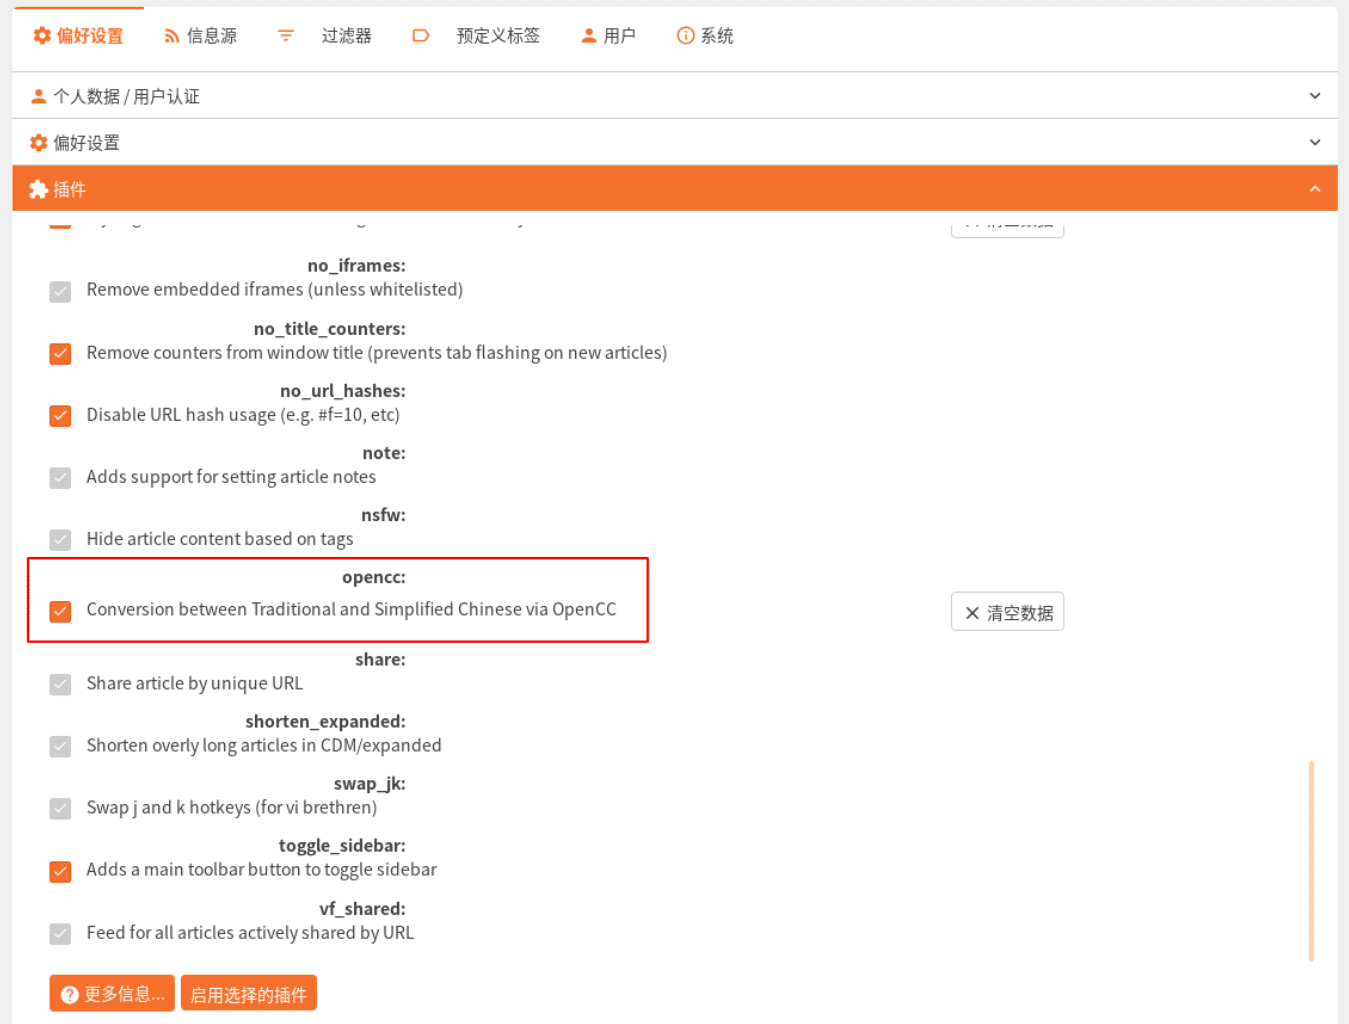 偏好设置 信息源 过滤器 预定义标签 用户 系统
个人数据 / 用户认证
偏好设置
插件
清空数据
no_iframes:
Remove embedded iframes (unless whitelisted)
no_title_counters:
Remove counters from window title (prevents tab flashing on new articles)
no_url_hashes:
Disable URL hash usage (e.g. #f=10, etc)
note:
Adds support for setting article notes
nsfw:
Hide article content based on tags
opencc:
Conversion between Traditional and Simplified Chinese via OpenCC
清空数据
share:
Share article by unique URL
shorten_expanded:
Shorten overly long articles in CDM/expanded
swap_jk:
Swap j and k hotkeys (for vi brethren)
toggle_sidebar:
Adds a main toolbar button to toggle sidebar
vf_shared:
Feed for all articles actively shared by URL
更多信息... 启用选择的插件